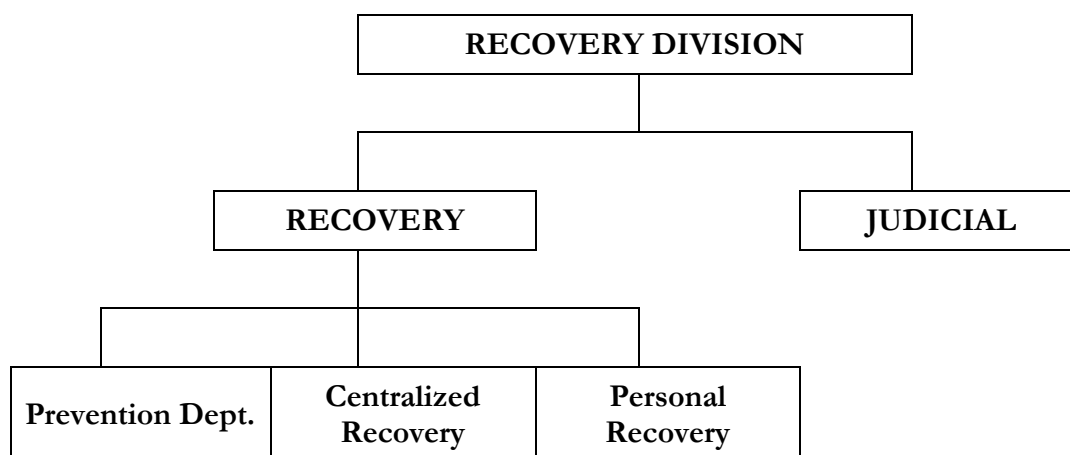 RECOVERY DIVISION
RECOVERY
JUDICIAL
Prevention Dept.
Centralized
Recovery
Personal
Recovery